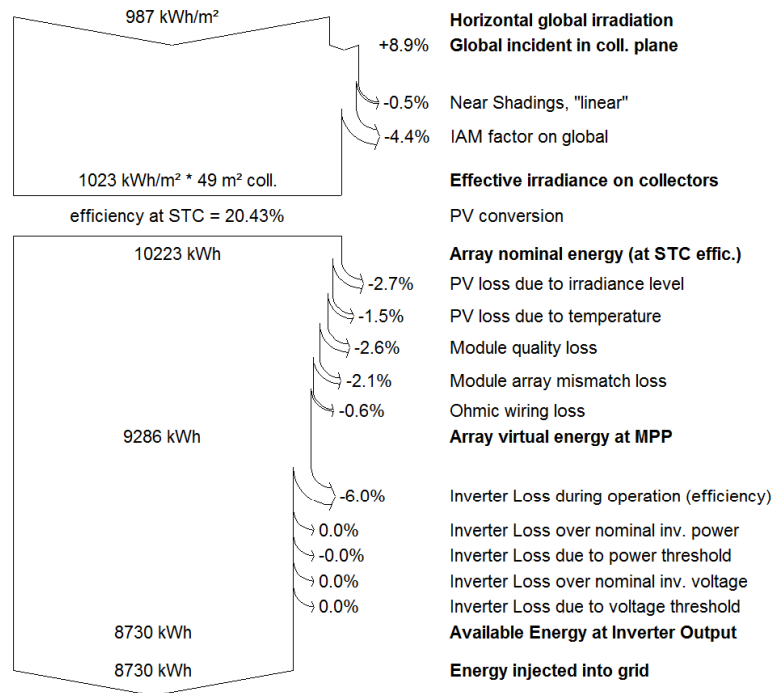 987 kWh/m² Horizontal global irradiation
+8.9% Global incident in coll. plane
-0.5% Near Shadings, "linear"
-4.4% IAM factor on global
1023 kWh/m² * 49 m² coll. Effective irradiance on collectors
efficiency at STC = 20.43% PV conversion
10223 kWh Array nominal energy (at STC effic.)
-2.7% PV loss due to irradiance level
-1.5% PV loss due to temperature
-2.6% Module quality loss
-2.1% Module array mismatch loss
-0.6% Ohmic wiring loss
9286 kWh Array virtual energy at MPP
-6.0% Inverter Loss during operation (efficiency)
0.0% Inverter Loss over nominal inv. power
-0.0% Inverter Loss due to power threshold
0.0% Inverter Loss over nominal inv. voltage
0.0% Inverter Loss due to voltage threshold
8730 kWh Available Energy at Inverter Output
8730 kWh Energy injected into grid